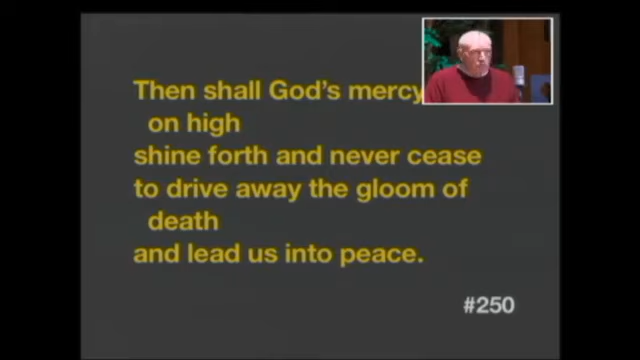 Then shall God's mercy
on high
shine forth and never cease
to drive away the gloom of
death
and lead us into peace.
#250